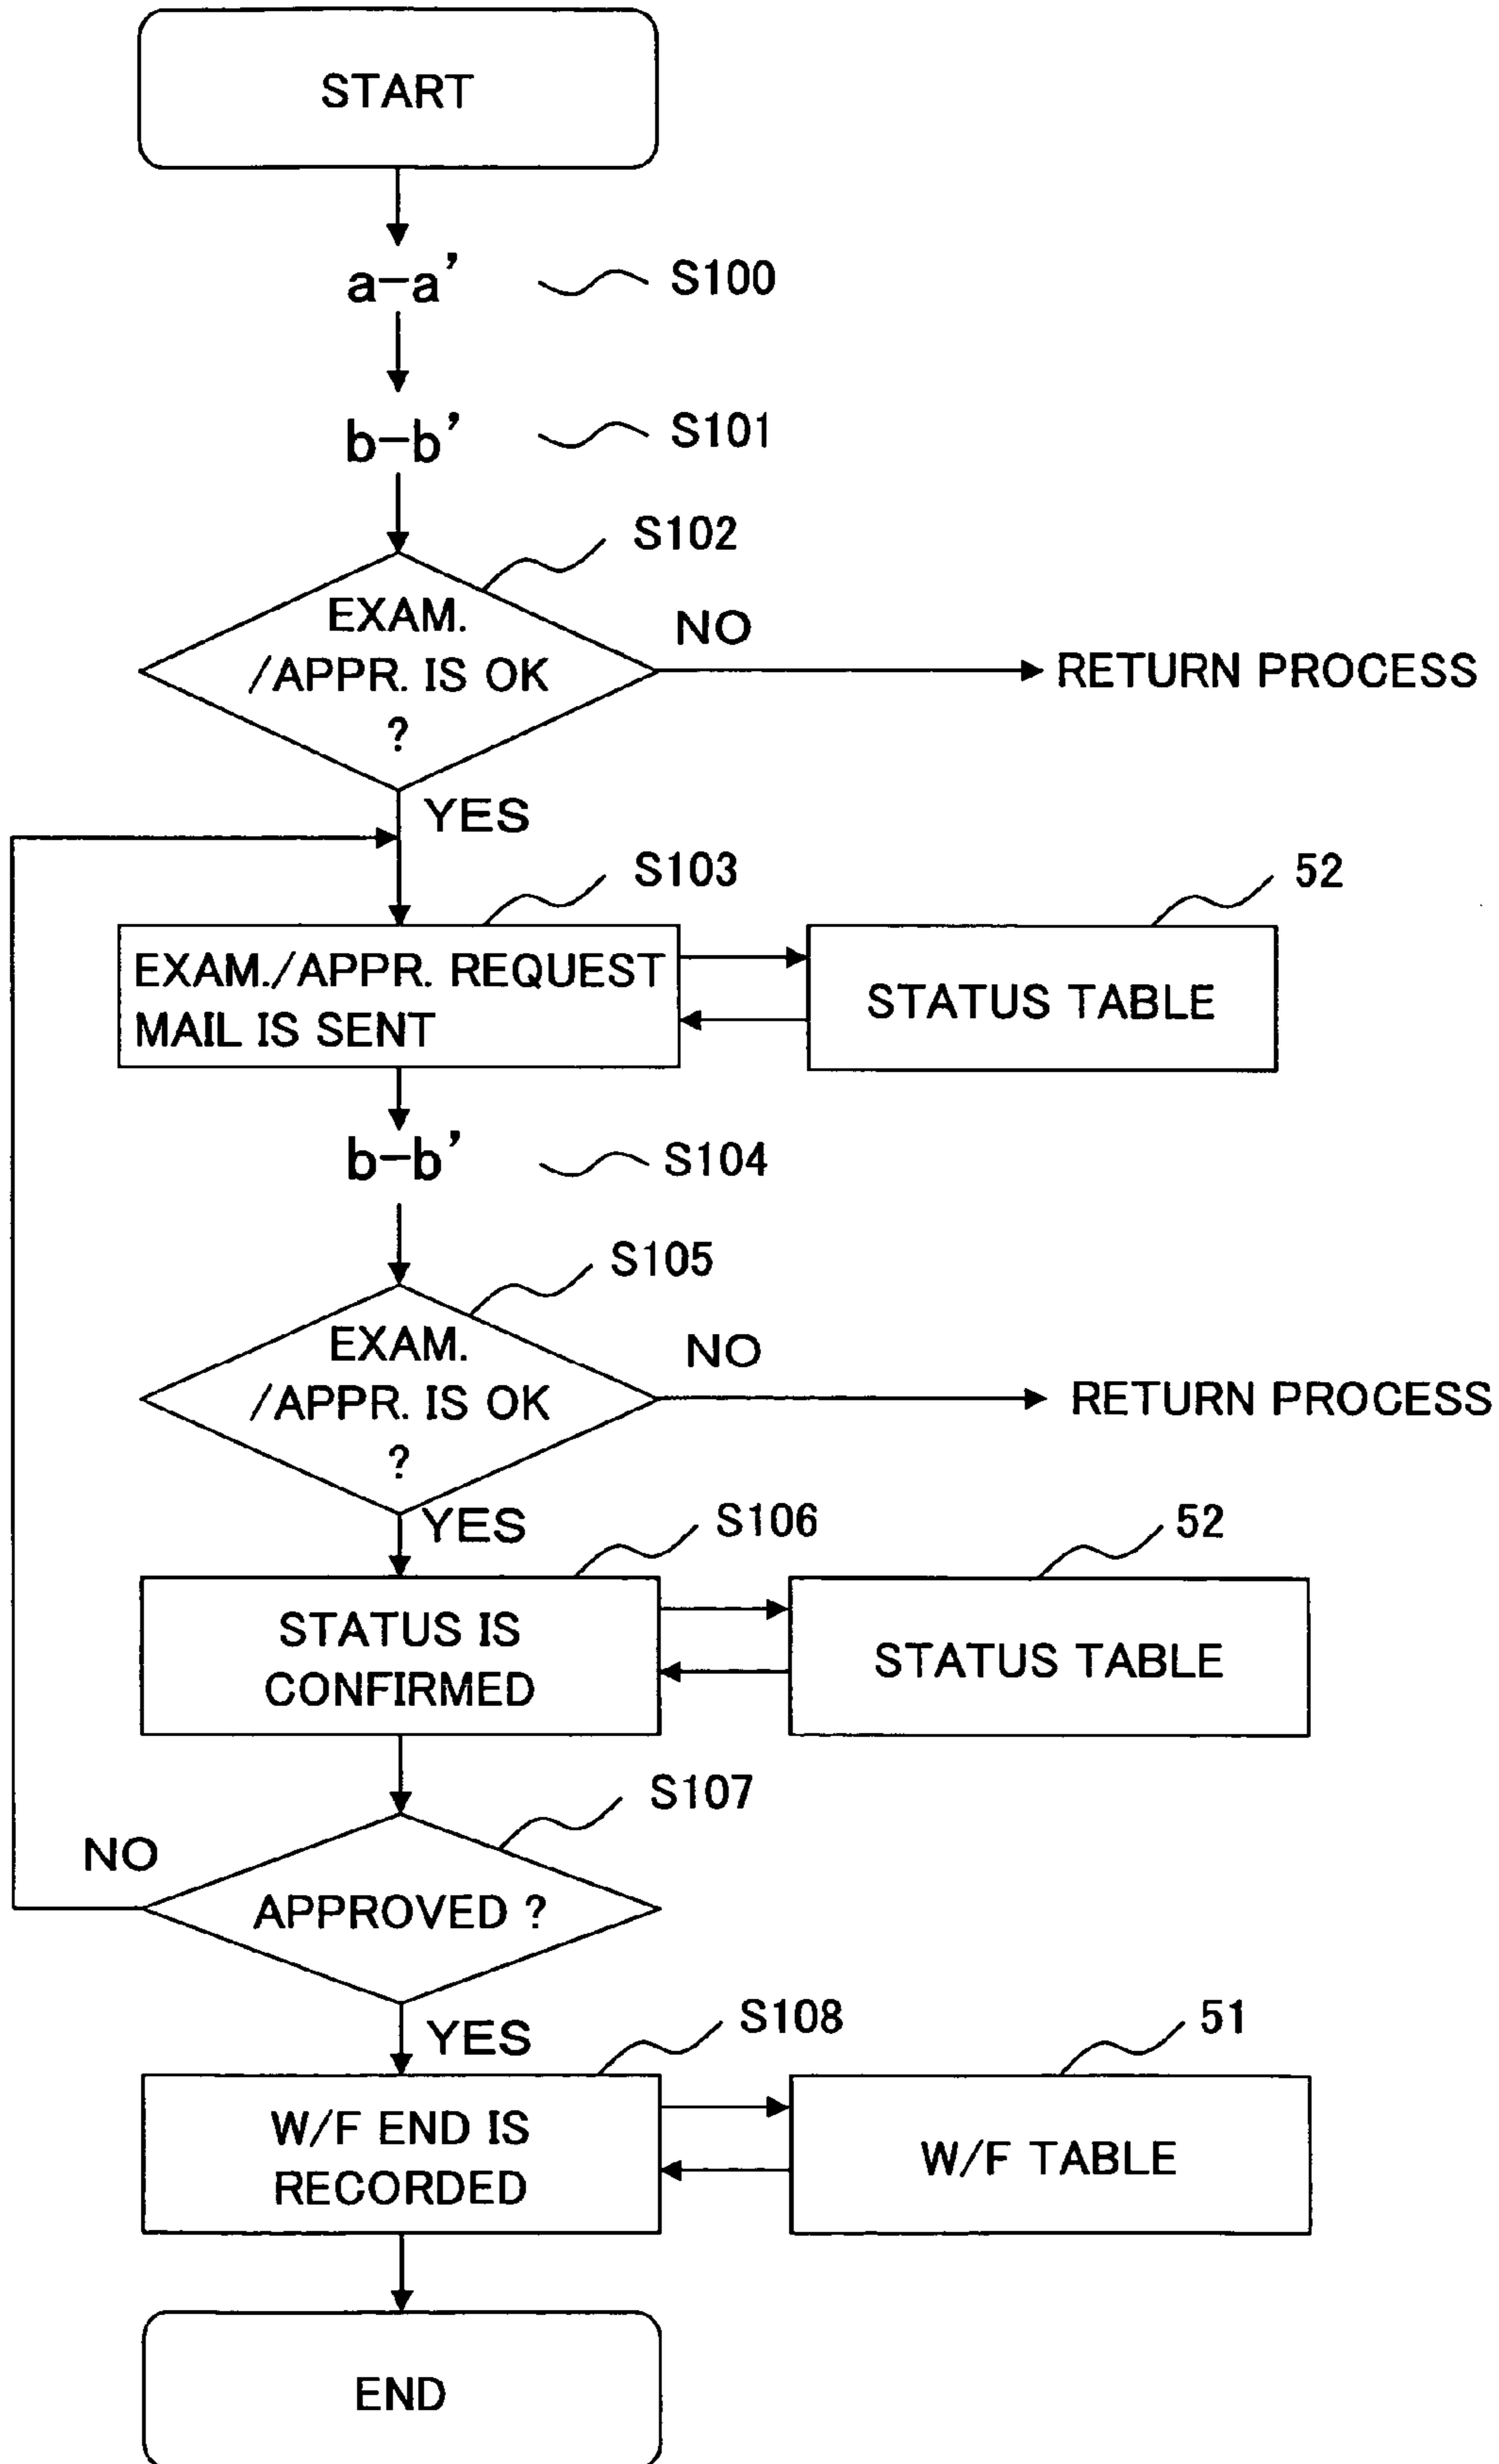 START
a-a'
S100
b-b'
S101
S102
EXAM.
/APPR. IS OK
?
NO
RETURN PROCESS
YES
S103
52
EXAM./APPR. REQUEST
MAIL IS SENT
STATUS TABLE
b-b'
S104
S105
EXAM.
/APPR. IS OK
?
NO
RETURN PROCESS
YES
S106
52
STATUS IS
CONFIRMED
STATUS TABLE
S107
NO
APPROVED ?
YES
S108
51
W/F END IS
RECORDED
W/F TABLE
END